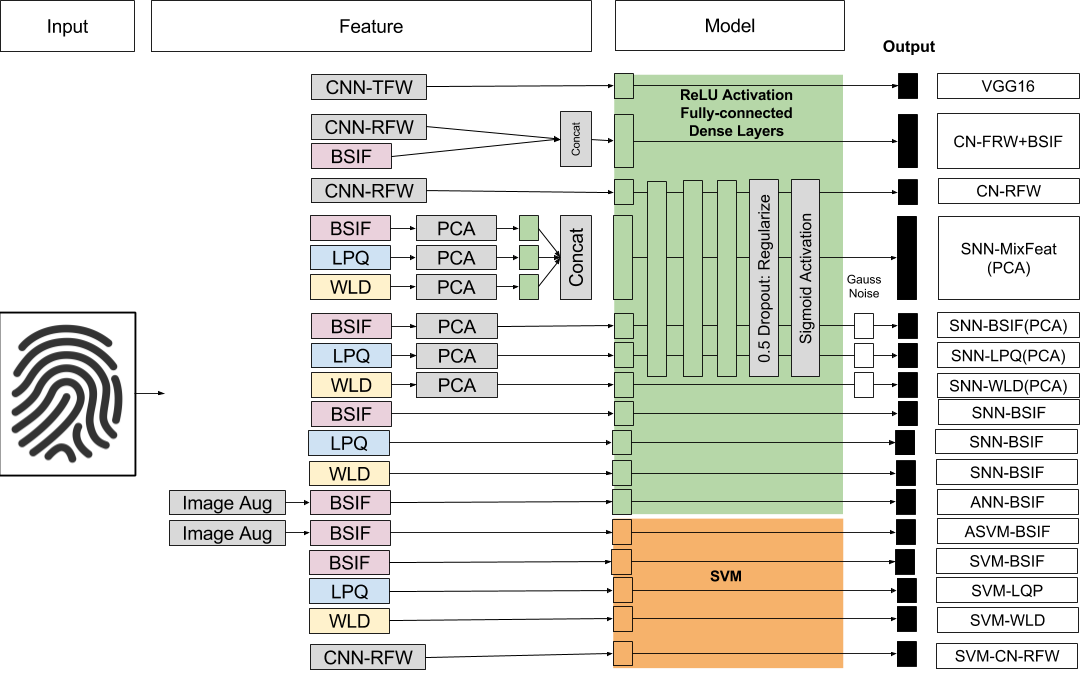 Input
Feature
Model
Output
CNN-TFW
VGG16
ReLU Activation
Fully-connected
Dense Layers
CNN-RFW
BSIF
Concat
CN-FRW+BSIF
CNN-RFW
CN-RFW
BSIF
PCA
LPQ
PCA
WLD
PCA
Concat
0.5 Dropout: Regularize
Sigmoid Activation
SNN-MixFeat
(PCA)
Gauss
Noise
BSIF
PCA
SNN-BSIF(PCA)
LPQ
PCA
SNN-LPQ(PCA)
WLD
PCA
SNN-WLD(PCA)
BSIF
SNN-BSIF
LPQ
SNN-BSIF
WLD
SNN-BSIF
Image Aug
BSIF
ANN-BSIF
Image Aug
BSIF
ASVM-BSIF
BSIF
SVM-BSIF
SVM
LPQ
SVM-LQP
WLD
SVM-WLD
CNN-RFW
SVM-CN-RFW